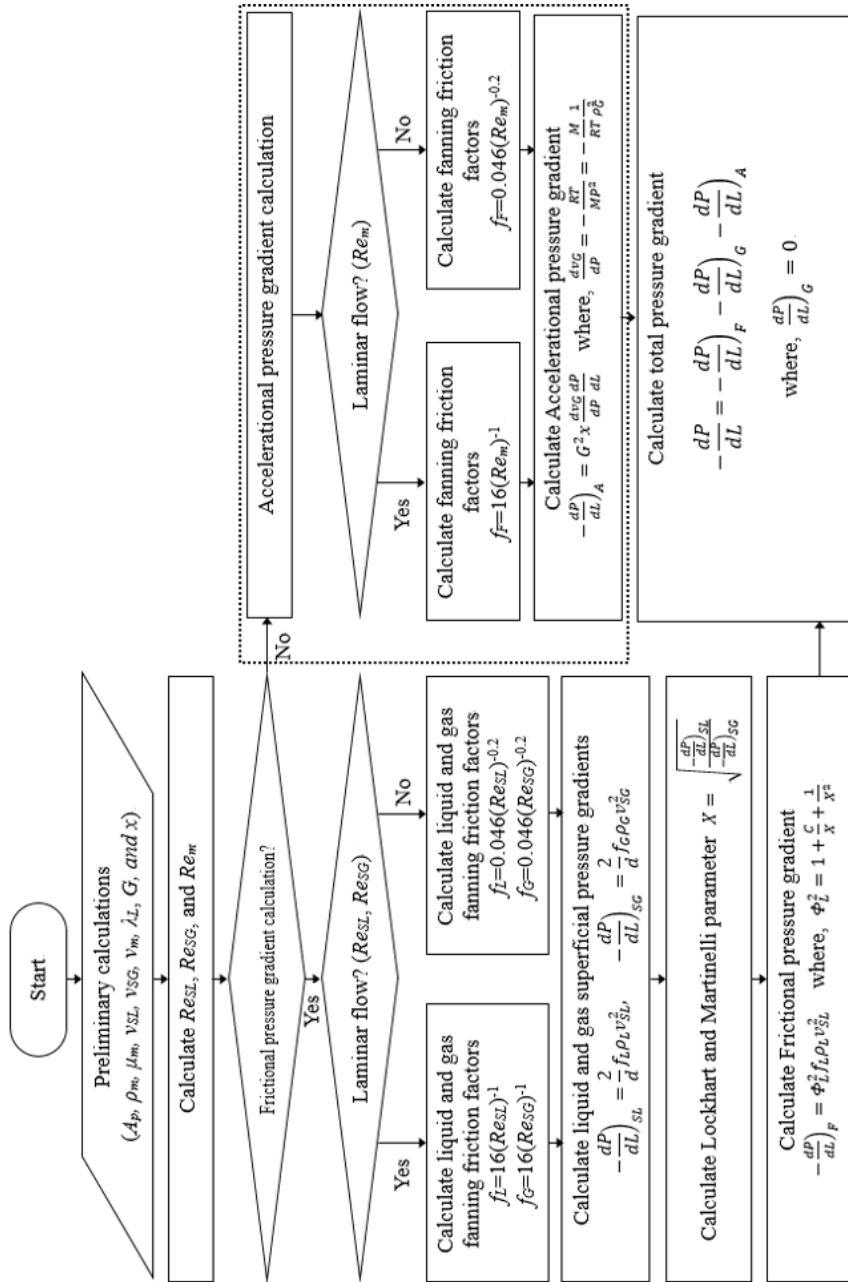 Start
Preliminary calculations
(A_p, ρ_m, μ_m, v_SL, v_SG, v_m, λ_L, G, and x)
Calculate Re_SL, Re_SG, and Re_m
Frictional pressure gradient calculation?
Yes
No
Laminar flow? (Re_SL, Re_SG)
Yes
No
Calculate liquid and gas
fanning friction factors
f_L=16(Re_SL)^-1
f_G=16(Re_SG)^-1
Calculate liquid and gas
fanning friction factors
f_L=0.046(Re_SL)^-0.2
f_G=0.046(Re_SG)^-0.2
Calculate liquid and gas superficial pressure gradients
-dP/dL)_SL = 2/d f_L ρ_L v_SL^2, -dP/dL)_SG = 2/d f_G ρ_G v_SG^2
Calculate Lockhart and Martinelli parameter X = √(-dP/dL)_SL / -dP/dL)_SG)
Calculate Frictional pressure gradient
-dP/dL)_F = Φ_L^2 f_L ρ_L v_SL^2 where, Φ_L^2 = 1 + C/X + 1/X^2
Accelerational pressure gradient calculation
Laminar flow? (Re_m)
Yes
No
Calculate fanning friction
factors
f_F=16(Re_m)^-1
Calculate fanning friction
factors
f_F=0.046(Re_m)^-0.2
Calculate Accelerational pressure gradient
-dP/dL)_A = G^2 x dv_G/dP dP/dL where, dv_G/dP = -RT/MP^2 = -M/RT 1/ρ_G^2
Calculate total pressure gradient
-dP/dL = -dP/dL)_F - dP/dL)_G - dP/dL)_A
where, dP/dL)_G = 0